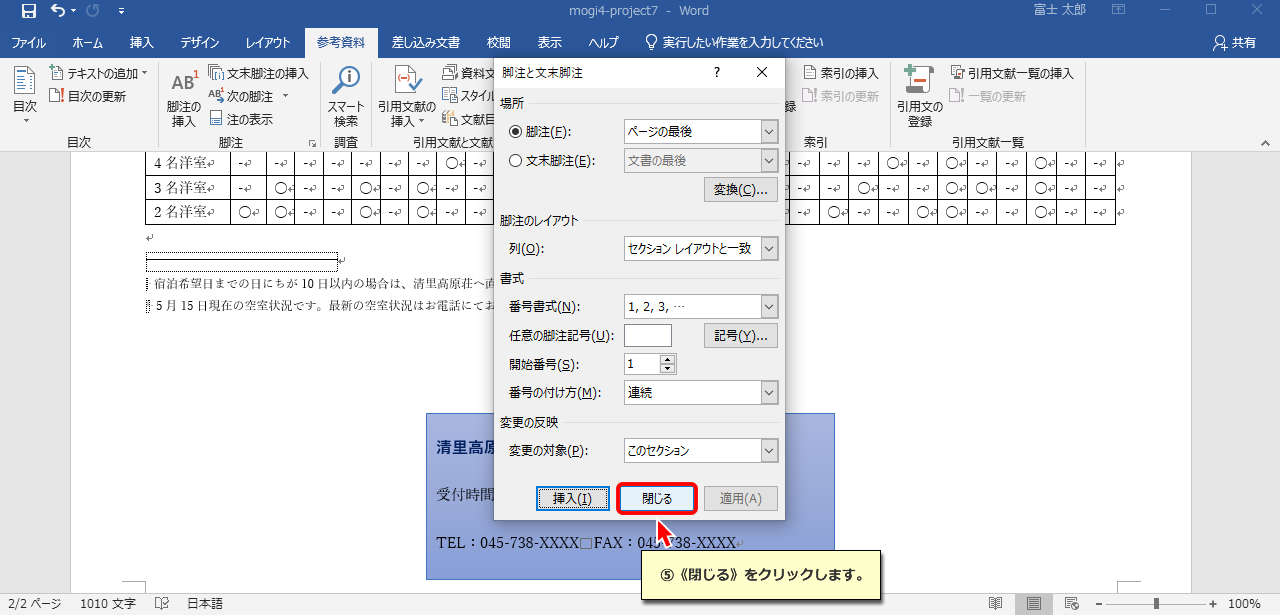 mogi4-project7 - Word
富士 太郎
ファイル ホーム 挿入 デザイン レイアウト 参考資料 差し込み文書 校閲 表示 ヘルプ 実行したい作業を入力してください 共有
目次
テキストの追加
目次の更新
目次
AB1
脚注の
挿入
文末脚注の挿入
次の脚注
注の表示
脚注
スマート
検索
調査
引用文献の
挿入
資料文
スタイル
文献目
引用文献と文献
録
索引の挿入
索引の更新
索引
引用文の
登録
引用文献一覧の挿入
一覧の更新
引用文献一覧
4 名洋室
3 名洋室
2 名洋室
宿泊希望日までの日にちが 10 日以内の場合は、清里高原荘へ直
5 月 15 日現在の空室状況です。最新の空室状況はお電話にてお
清里高原
受付時間
TEL：045-738-XXXX□FAX：045-738-XXXX
脚注と文末脚注 ?
場所
脚注(F): ページの最後
文末脚注(E): 文書の最後
変換(C)...
脚注のレイアウト
列(O): セクション レイアウトと一致
書式
番号書式(N): 1, 2, 3, …
任意の脚注記号(U): 記号(Y)...
開始番号(S): 1
番号の付け方(M): 連続
変更の反映
変更の対象(P): このセクション
挿入(I) 閉じる 適用(A)
⑤《閉じる》をクリックします。
2/2 ページ 1010 文字 日本語 100%